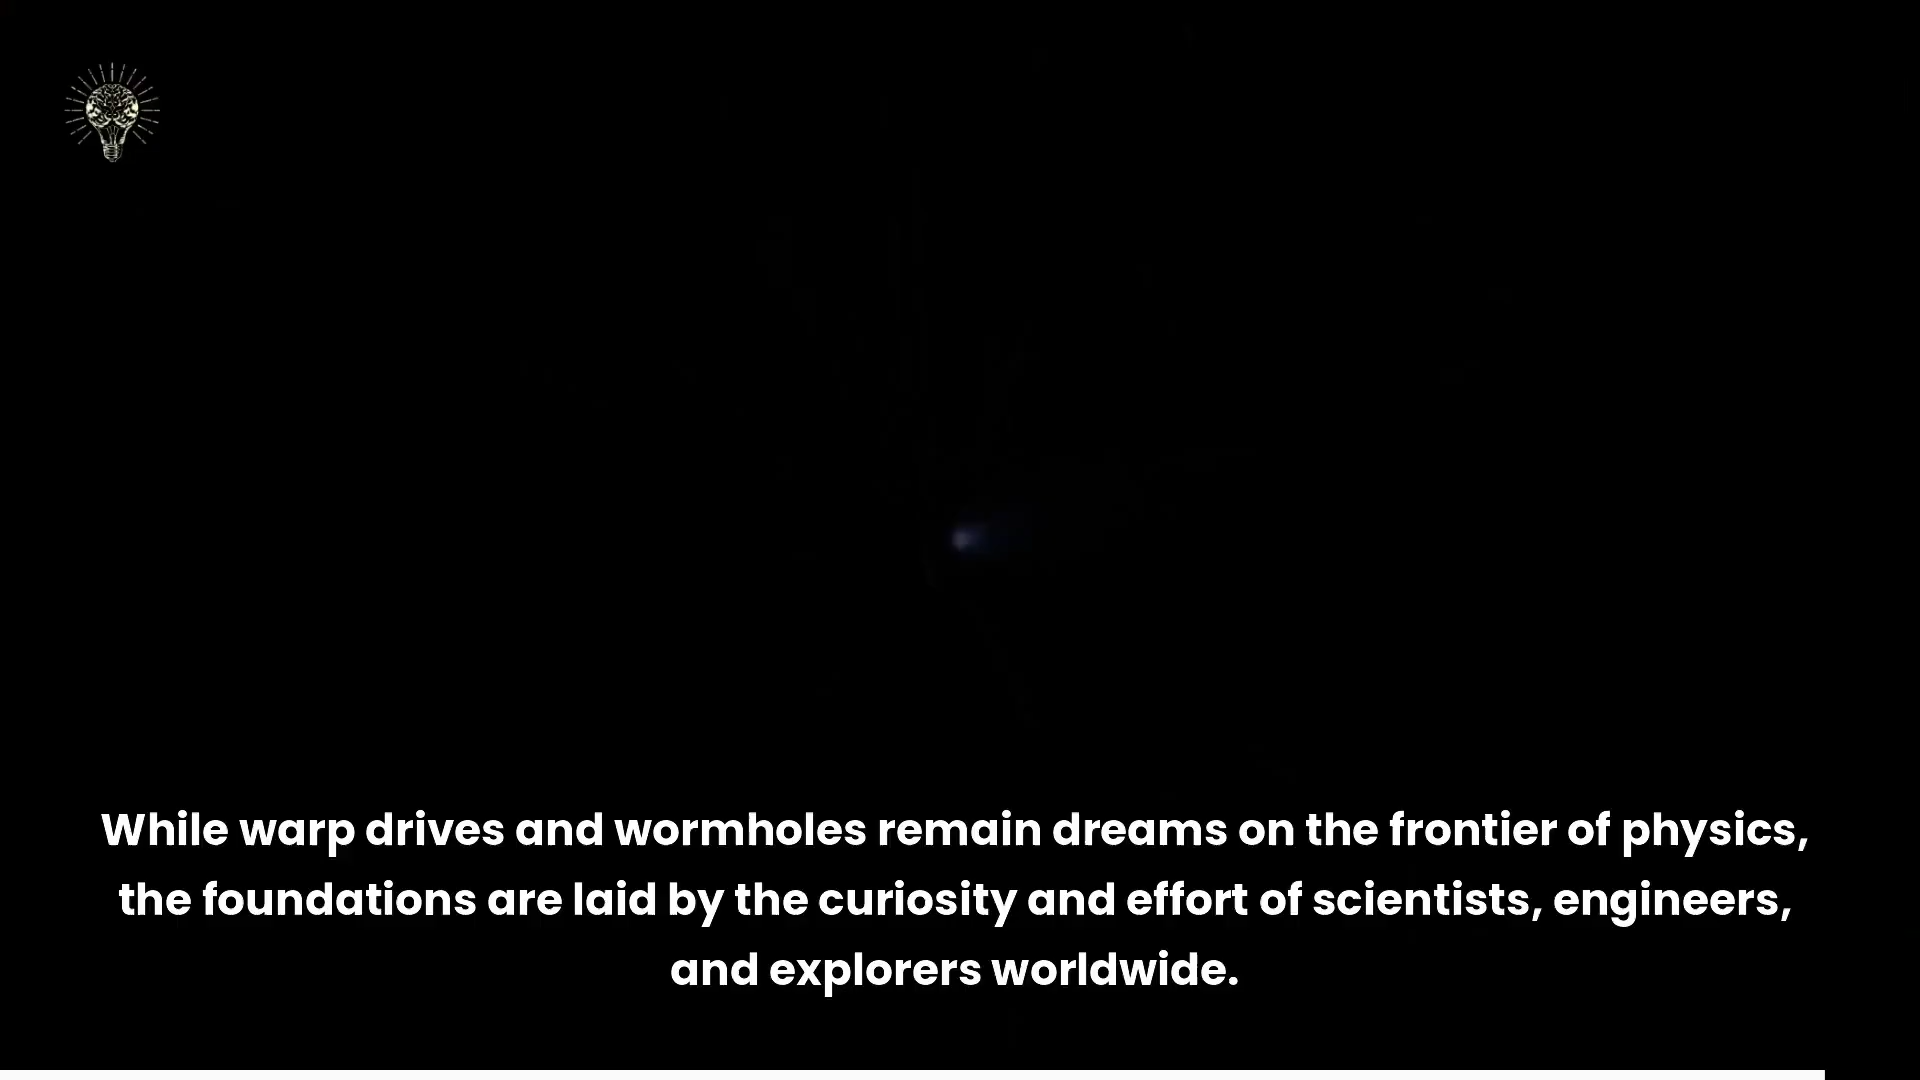 While warp drives and wormholes remain dreams on the frontier of physics,
the foundations are laid by the curiosity and effort of scientists, engineers,
and explorers worldwide.